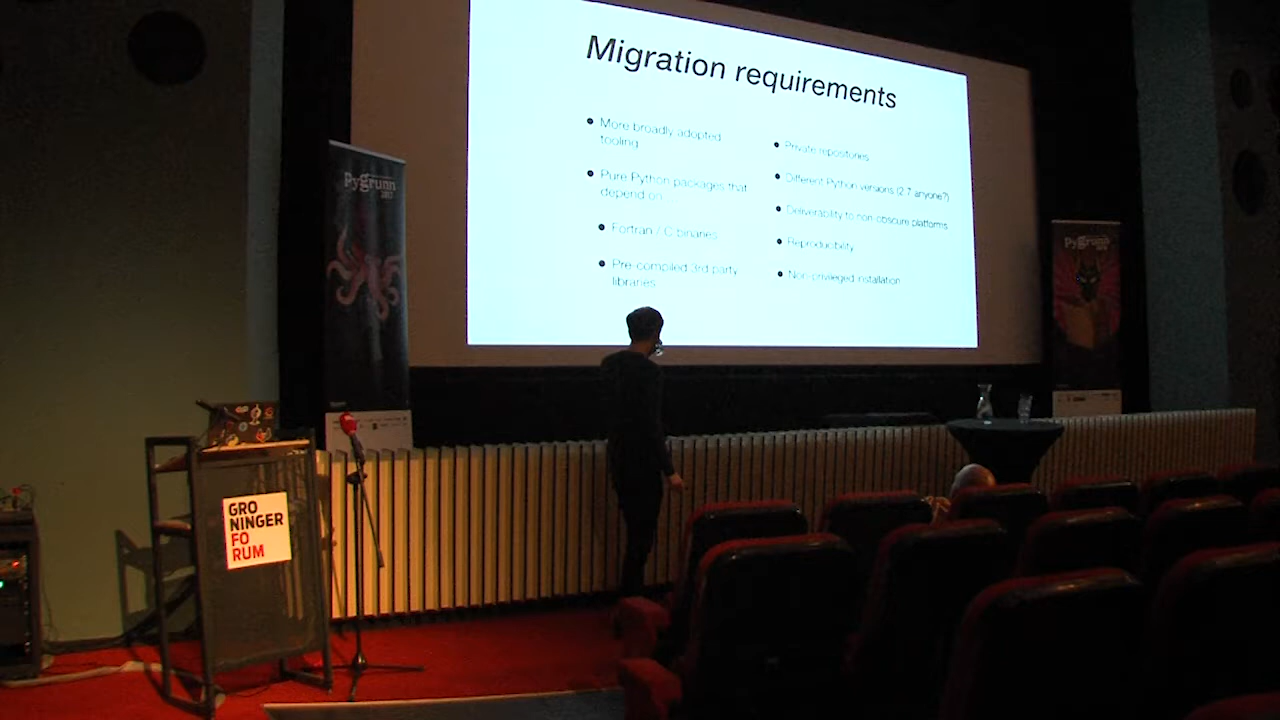 Migration requirements
More broadly adopted
tooling
Pure Python packages that
depend on ...
Fortran / C binaries
Pre-compiled 3rd party
libraries
Private repositories
Different Python versions (2.7 anyone?)
Deliverability to non-obscure platforms
Reproducibility
Non-privileged installation
PyGrunn
PyGrunn
GRO
NINGER
FO
RUM